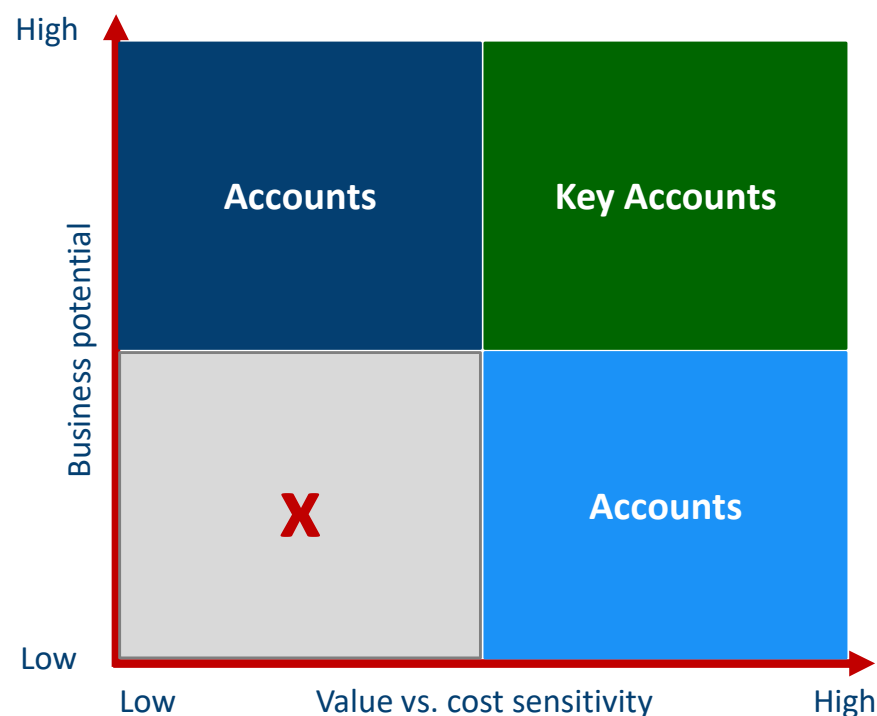 High
Accounts
Key Accounts
Business potential
X
Accounts
Low
Low
Value vs. cost sensitivity
High